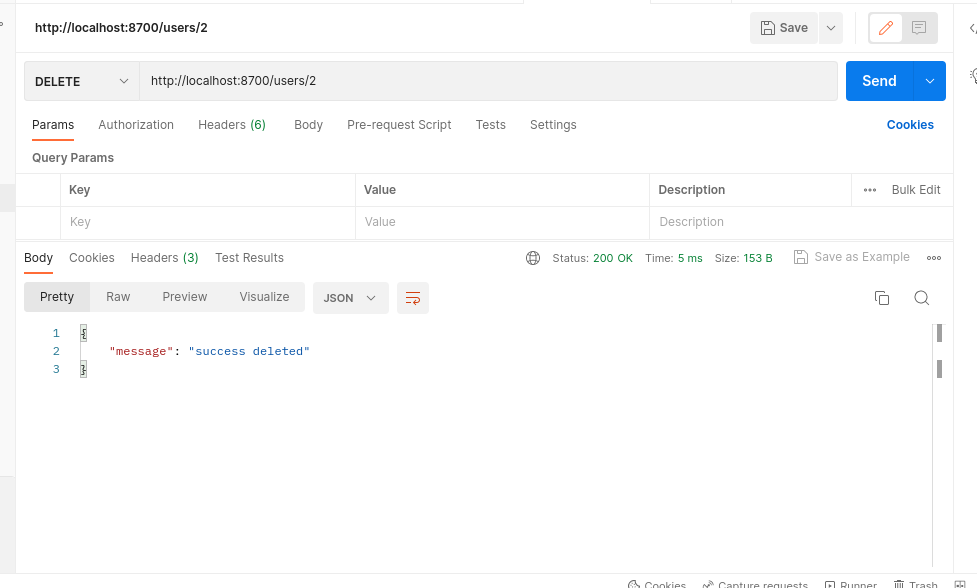 http://localhost:8700/users/2
Save
DELETE
http://localhost:8700/users/2
Send
Params Authorization Headers (6) Body Pre-request Script Tests Settings Cookies
Query Params
Key Value Description ••• Bulk Edit
Key Value Description
Body Cookies Headers (3) Test Results Status: 200 OK Time: 5 ms Size: 153 B Save as Example •••
Pretty Raw Preview Visualize JSON
1 {
2 "message": "success deleted"
3 }
Cookies Capture requests Runner Trash